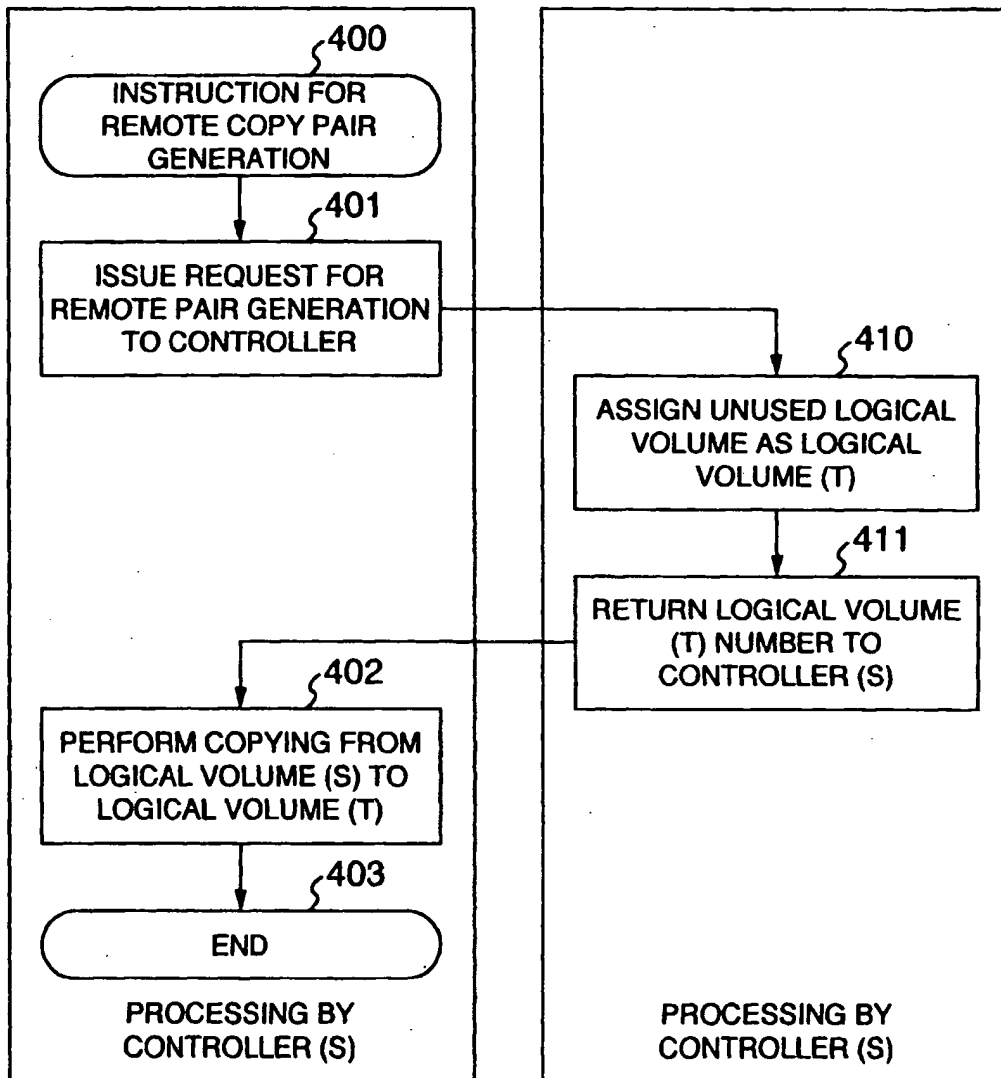 400
INSTRUCTION FOR
REMOTE COPY PAIR
GENERATION
401
ISSUE REQUEST FOR
REMOTE PAIR GENERATION
TO CONTROLLER
410
ASSIGN UNUSED LOGICAL
VOLUME AS LOGICAL
VOLUME (T)
411
RETURN LOGICAL VOLUME
(T) NUMBER TO
CONTROLLER (S)
402
PERFORM COPYING FROM
LOGICAL VOLUME (S) TO
LOGICAL VOLUME (T)
403
END
PROCESSING BY
CONTROLLER (S)
PROCESSING BY
CONTROLLER (S)